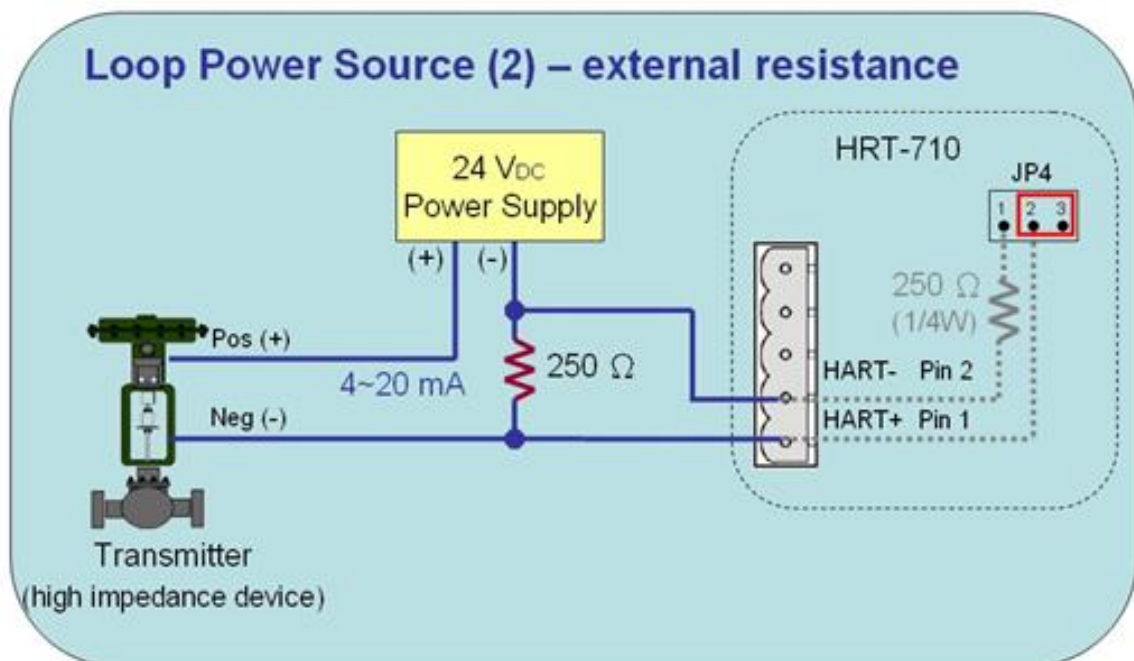 Loop Power Source (2) – external resistance
HRT-710
JP4
1 2 3
24 VDC
Power Supply
(+) (-)
250 Ω
(1/4W)
Pos (+)
4~20 mA
250 Ω
HART- Pin 2
Neg (-)
HART+ Pin 1
Transmitter
(high impedance device)